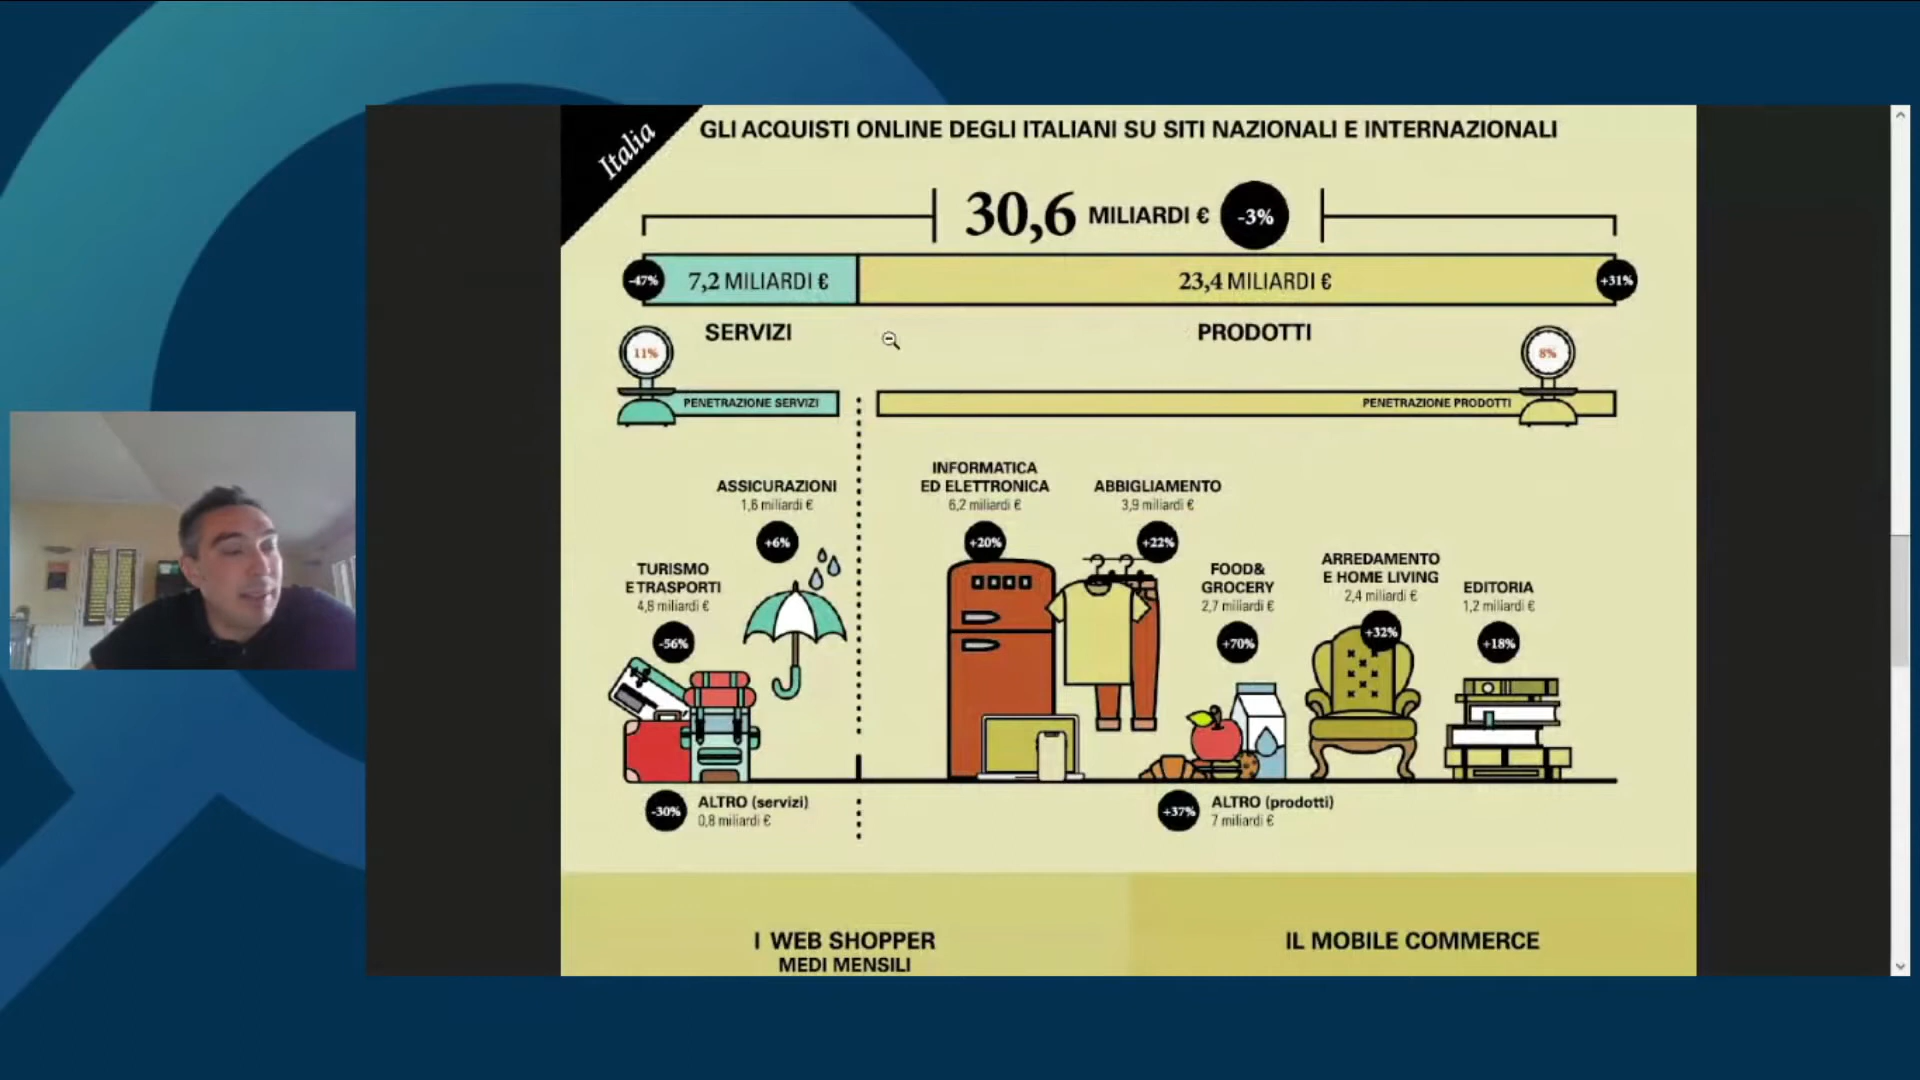 Italia
GLI ACQUISTI ONLINE DEGLI ITALIANI SU SITI NAZIONALI E INTERNAZIONALI
30,6 MILIARDI € -3%
-47% 7,2 MILIARDI € 23,4 MILIARDI € +31%
SERVIZI PRODOTTI
11% 8%
PENETRAZIONE SERVIZI PENETRAZIONE PRODOTTI
ASSICURAZIONI
1,6 miliardi €
+6%
TURISMO
E TRASPORTI
4,8 miliardi €
-56%
INFORMATICA
ED ELETTRONICA
6,2 miliardi €
+20%
ABBIGLIAMENTO
3,9 miliardi €
+22%
FOOD&
GROCERY
2,7 miliardi €
+70%
ARREDAMENTO
E HOME LIVING
2,4 miliardi €
+32%
EDITORIA
1,2 miliardi €
+18%
-30% ALTRO (servizi)
0,8 miliardi €
+37% ALTRO (prodotti)
7 miliardi €
I WEB SHOPPER
MEDI MENSILI
IL MOBILE COMMERCE